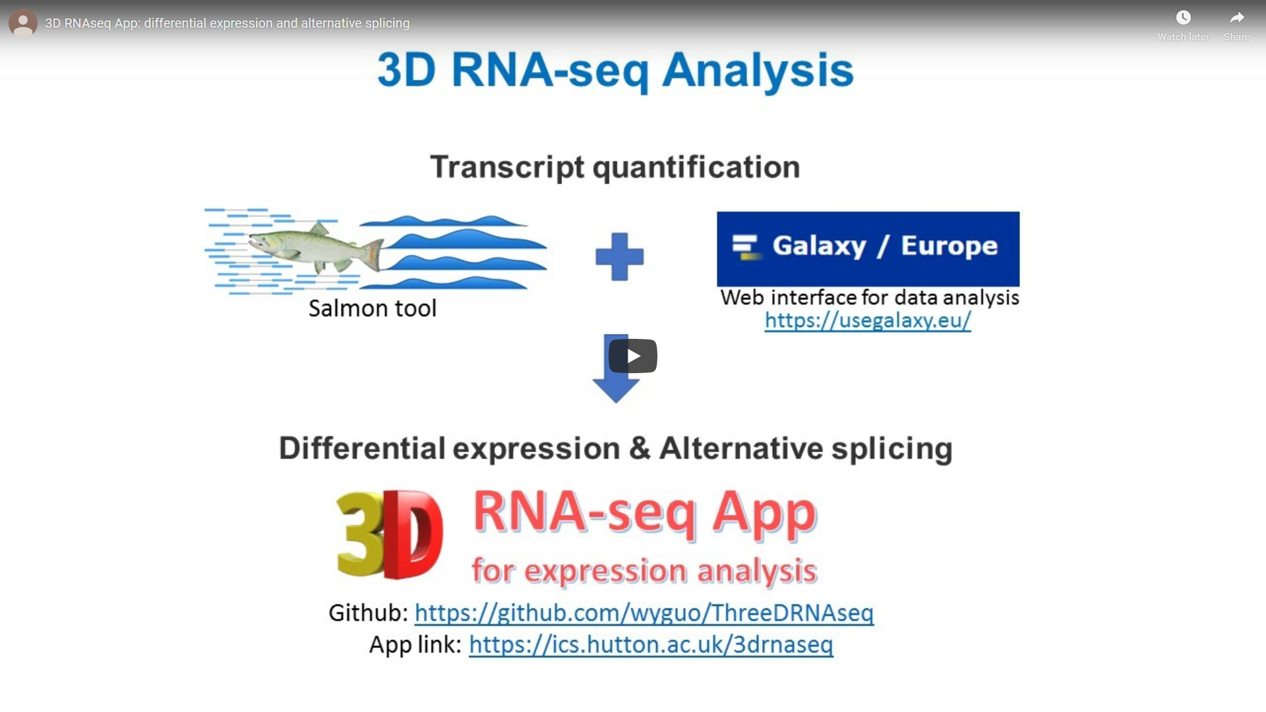 3D RNAseq App: differential expression and alternative splicing
Watch later
Share
3D RNA-seq Analysis
Transcript quantification
Salmon tool
Galaxy / Europe
Web interface for data analysis
https://usegalaxy.eu/
Differential expression & Alternative splicing
3D RNA-seq App
for expression analysis
Github: https://github.com/wyguo/ThreeDRNAseq
App link: https://ics.hutton.ac.uk/3drnaseq